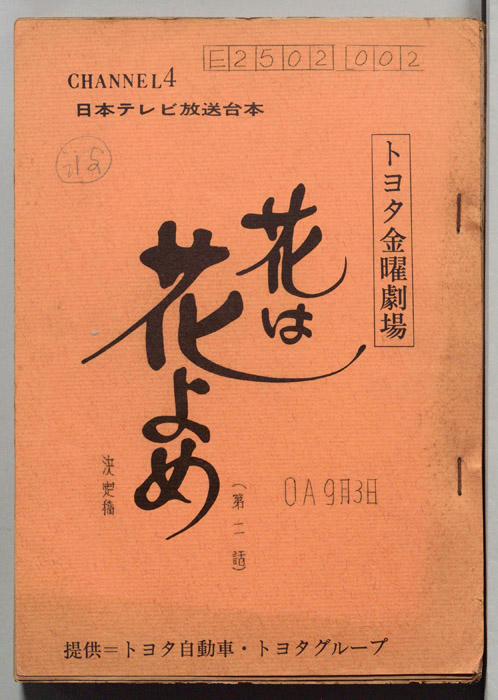 E2502 002
CHANNEL4
日本テレビ放送台本
トヨタ金曜劇場
花は
花よめ
(第二話)
決定稿
OA9月3日
提供=トヨタ自動車・トヨタグループ